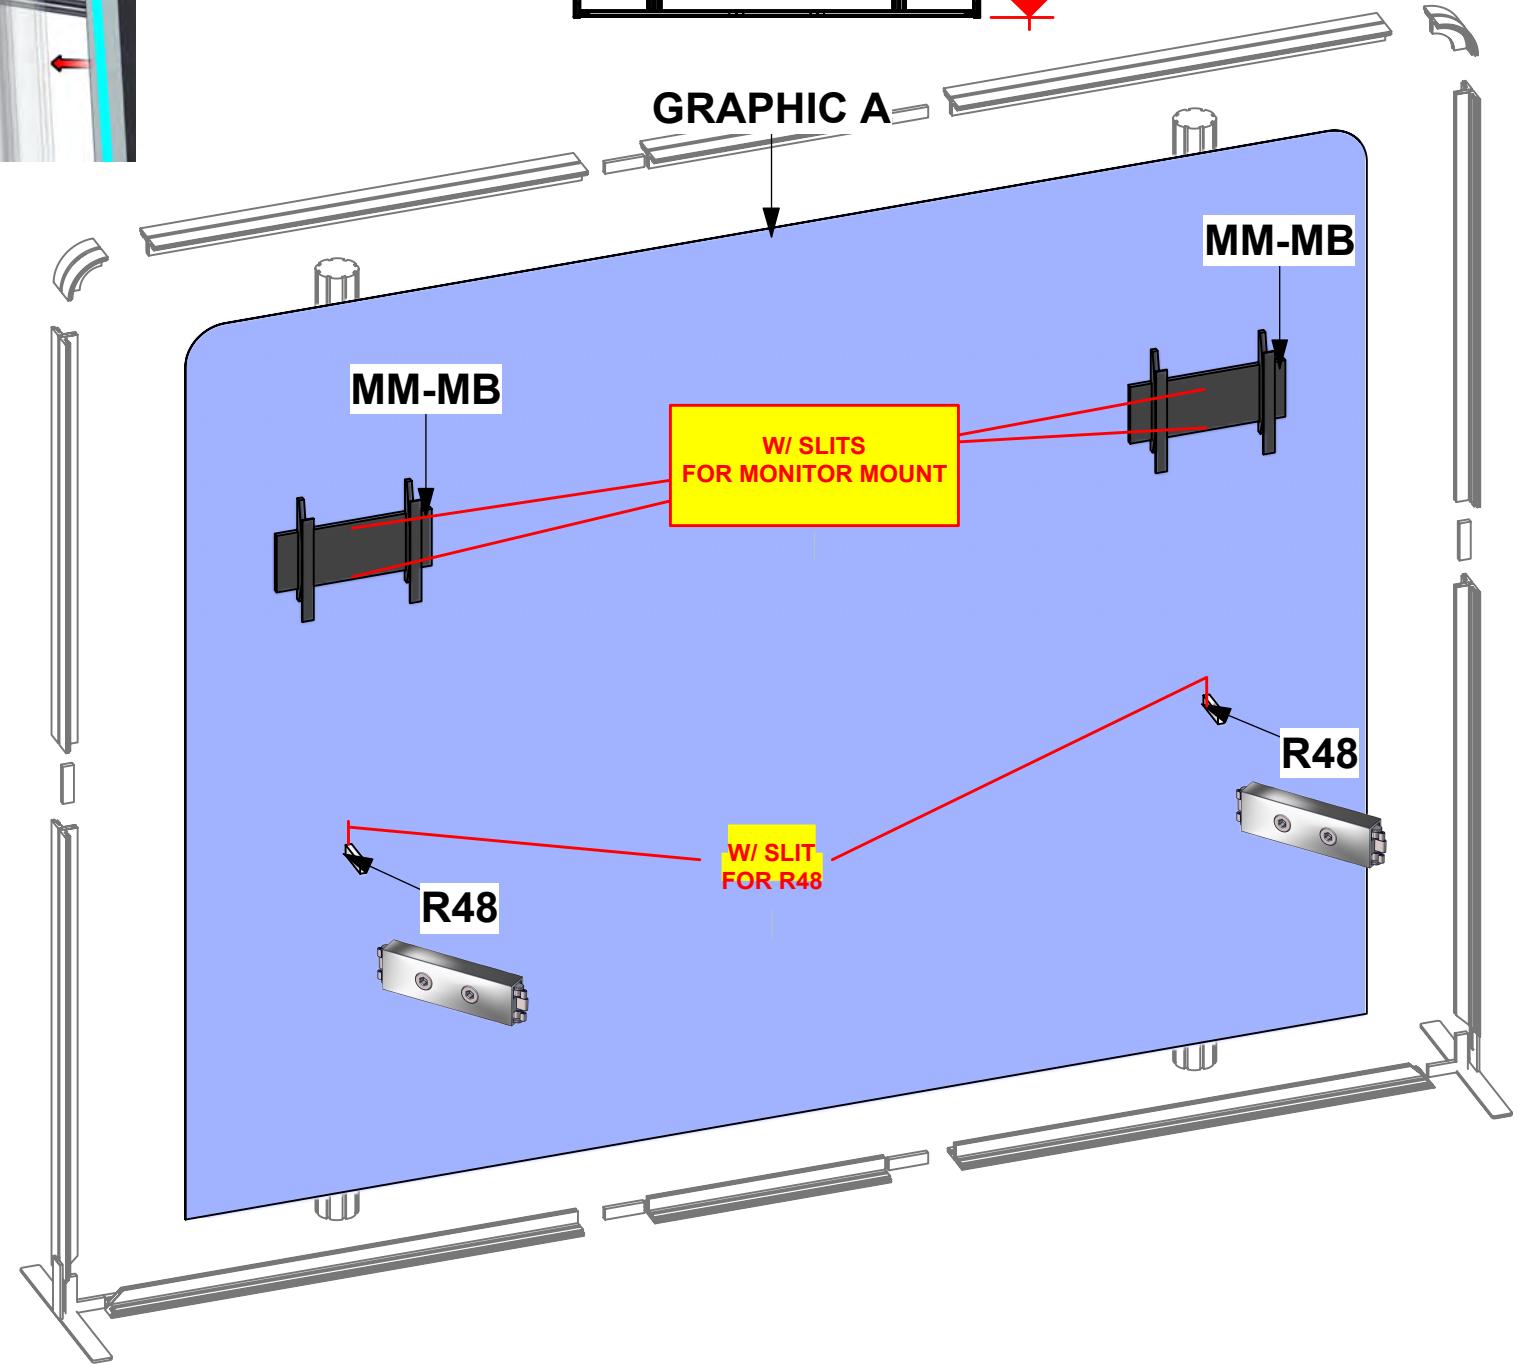 GRAPHIC A
MM-MB
MM-MB
W/ SLITS
FOR MONITOR MOUNT
R48
W/ SLIT
FOR R48
R48